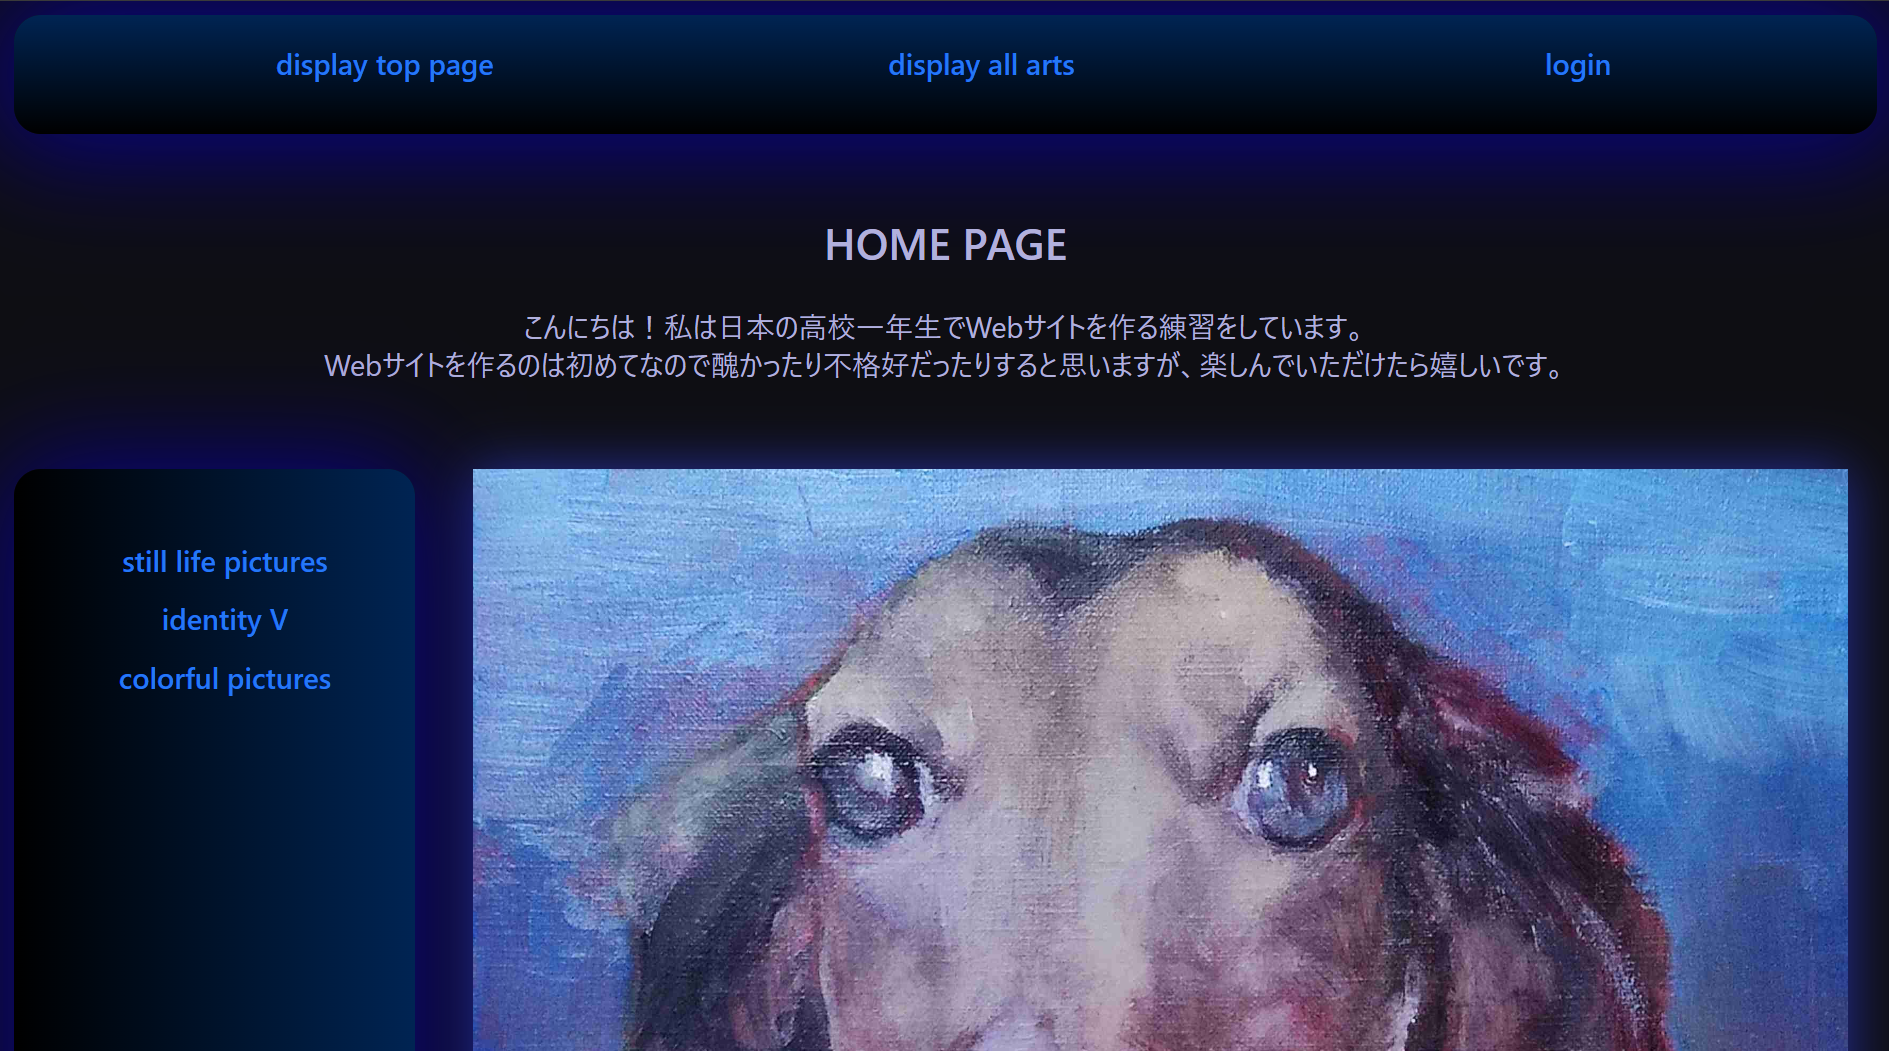 display top page
display all arts
login
HOME PAGE
こんにちは！私は日本の高校一年生でWebサイトを作る練習をしています。
Webサイトを作るのは初めてなので醜かったり不格好だったりすると思いますが、楽しんでいただけたら嬉しいです。
still life pictures
identity V
colorful pictures